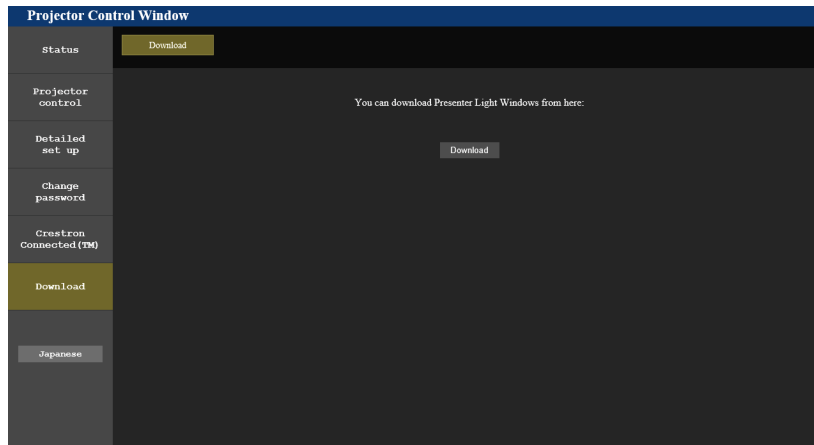 Projector Control Window
Status
Download
Projector
control
You can download Presenter Light Windows from here:
Detailed
set up
Download
Change
password
Crestron
Connected(TM)
Download
Japanese